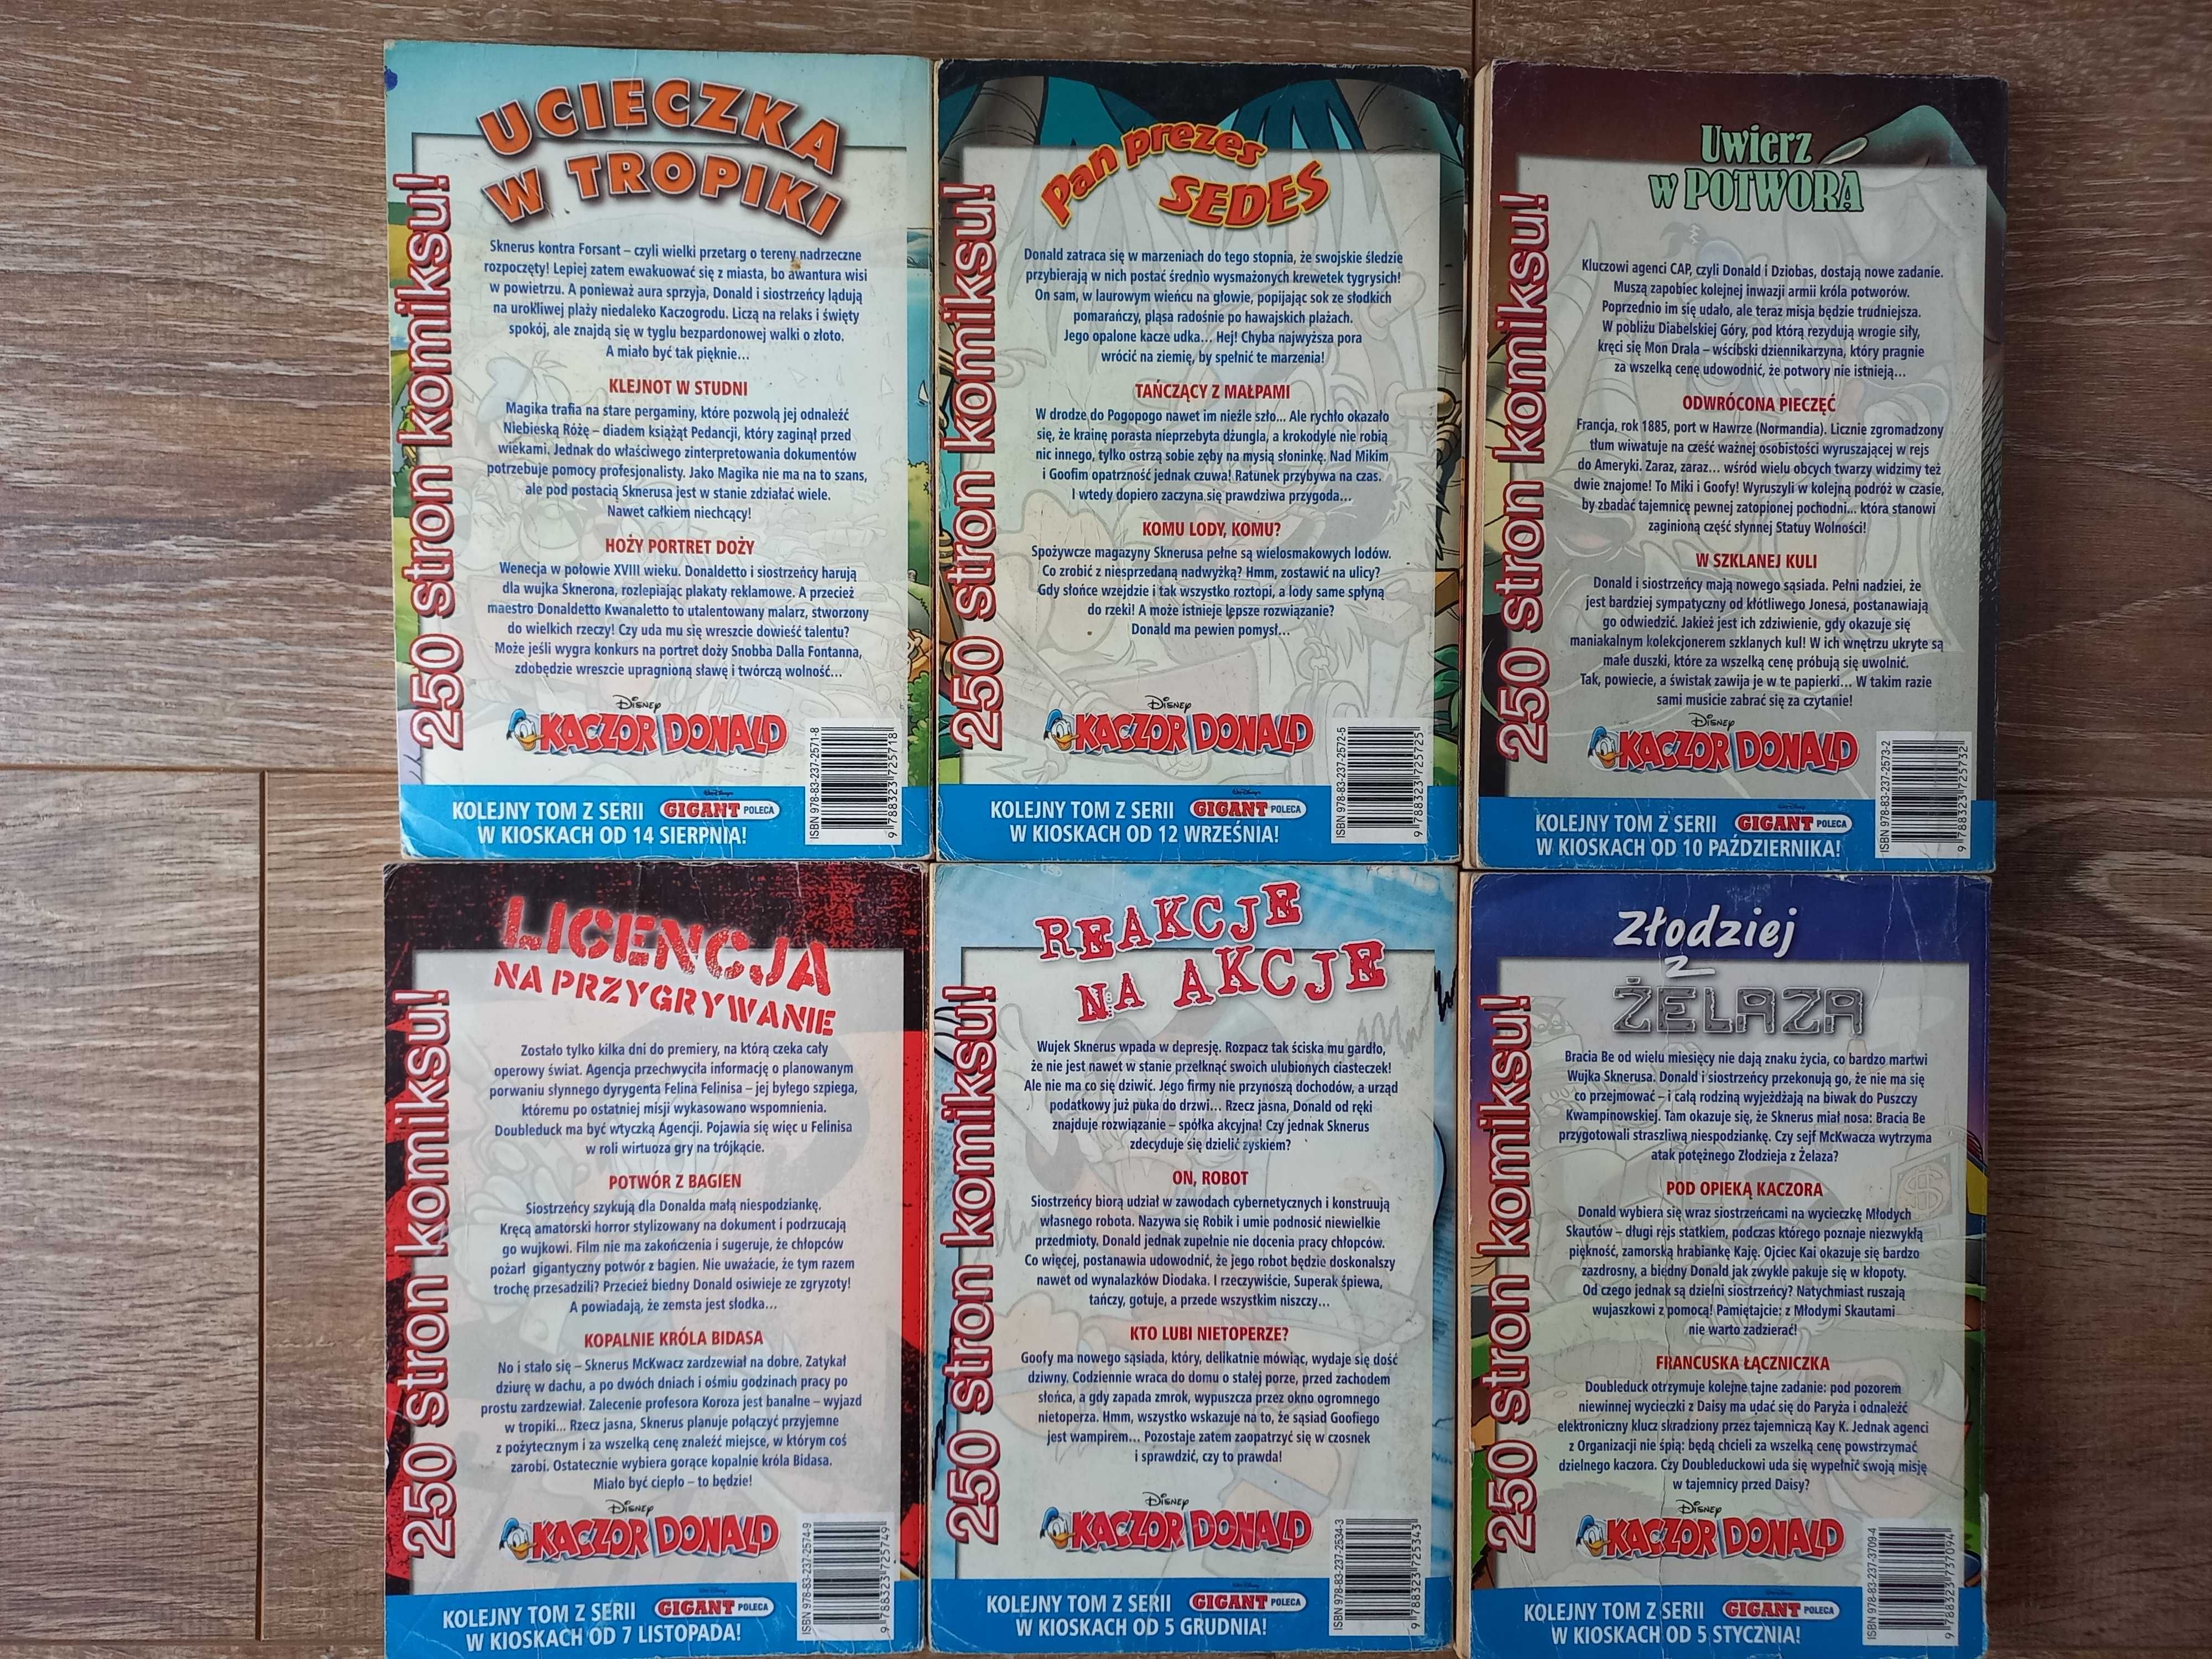 UCIECZKA
W TROPIKI
250 stron komiksu!
Sknerus kontra Forsant – czyli wielki przetarg o tereny nadrzeczne
rozpoczęty! Lepiej zatem ewakuować się z miasta, bo awantura wisi
w powietrzu. A ponieważ aura sprzyja, Donald i siostrzeńcy lądują
na urokliwej plaży niedaleko Kaczogrodu. Liczą na relaks i święty
spokój, ale znajdą się w tyglu bezpardonowej walki o złoto.
A miało być tak pięknie...
KLEJNOT W STUDNI
Magika trafia na stare pergaminy, które pozwolą jej odnaleźć
Niebieską Różę – diadem książąt Pedancji, który zaginął przed
wiekami. Jednak do właściwego zinterpretowania dokumentów
potrzebuje pomocy profesjonalisty. Jako Magika nie ma na to szans,
ale pod postacią Sknerusa jest w stanie zdziałać wiele.
Nawet całkiem niechcący!
HOŻY PORTRET DOŻY
Wenecja w połowie XVIII wieku. Donaldetto i siostrzeńcy harują
dla wujka Sknerona, rozlepiając plakaty reklamowe. A przecież
maestro Donaldetto Kwanaletto to utalentowany malarz, stworzony
do wielkich rzeczy! Czy uda mu się wreszcie dowieść talentu?
Może jeśli wygra konkurs na portret doży Snobba Dalla Fontanna,
zdobędzie wreszcie upragnioną sławę i twórczą wolność...
Disney
KACZOR DONALD
ISBN 978-83-237-2571-8
9 788323 725718
KOLEJNY TOM Z SERII GIGANT POLECA
W KIOSKACH OD 14 SIERPNIA!
Pan prezes
SEDES
250 stron komiksu!
Donald zatraca się w marzeniach do tego stopnia, że swojskie śledzie
przybierają w nich postać średnio wysmażonych krewetek tygrysich!
On sam, w laurowym wieńcu na głowie, popijając sok ze słodkich
pomarańczy, pląsa radośnie po hawajskich plażach.
Jego opalone kacze udka... Hej! Chyba najwyższa pora
wrócić na ziemię, by spełnić te marzenia!
TAŃCZĄCY Z MAŁPAMI
W drodze do Pogopogo nawet im nieźle szło... Ale rychło okazało
się, że krainę porasta nieprzebyta dżungla, a krokodyle nie robią
nic innego, tylko ostrzą sobie zęby na mysią słoninkę. Nad Mikim
i Goofim opatrzność jednak czuwa! Ratunek przybywa na czas.
I wtedy dopiero zaczyna się prawdziwa przygoda...
KOMU LODY, KOMU?
Spożywcze magazyny Sknerusa pełne są wielosmakowych lodów.
Co zrobić z niesprzedaną nadwyżką? Hmm, zostawić na ulicy?
Gdy słońce wzejdzie i tak wszystko roztopi, a lody same spłyną
do rzeki! A może istnieje lepsze rozwiązanie?
Donald ma pewien pomysł...
Disney
KACZOR DONALD
ISBN 978-83-237-2572-5
9 788323 725725
KOLEJNY TOM Z SERII GIGANT POLECA
W KIOSKACH OD 12 WRZEŚNIA!
Uwierz
w POTWORA
250 stron komiksu!
Kluczowi agenci CAP, czyli Donald i Dziobas, dostają nowe zadanie.
Muszą zapobiec kolejnej inwazji armii króla potworów.
Poprzednio im się udało, ale teraz misja będzie trudniejsza.
W pobliżu Diabelskiej Góry, pod którą rezydują wrogie siły,
kręci się Mon Drala – wścibski dziennikarzyna, który pragnie
za wszelką cenę udowodnić, że potwory nie istnieją...
ODWRÓCONA PIECZĘĆ
Francja, rok 1885, port w Hawrze (Normandia). Licznie zgromadzony
tłum wiwatuje na cześć ważnej osobistości wyruszającej w rejs
do Ameryki. Zaraz, zaraz... wśród wielu obcych twarzy widzimy też
dwie znajome! To Miki i Goofy! Wyruszyli w kolejną podróż w czasie,
by zbadać tajemnicę pewnej zatopionej pochodni... która stanowi
zaginioną część słynnej Statuy Wolności!
W SZKLANEJ KULI
Donald i siostrzeńcy mają nowego sąsiada. Pełni nadziei, że
jest bardziej sympatyczny od kłótliwego Jonesa, postanawiają
go odwiedzić. Jakież jest ich zdziwienie, gdy okazuje się
maniakalnym kolekcjonerem szklanych kul! W ich wnętrzu ukryte są
małe duszki, które za wszelką cenę próbują się uwolnić.
Tak, powiecie, a świstak zawija je w te papierki... W takim razie
sami musicie zabrać się za czytanie!
Disney
KACZOR DONALD
ISBN 978-83-237-2573-2
9 788323 725732
KOLEJNY TOM Z SERII GIGANT POLECA
W KIOSKACH OD 10 PAŹDZIERNIKA!
LICENCJA
NA PRZYGRYWANIE
250 stron komiksu!
Zostało tylko kilka dni do premiery, na którą czeka cały
operowy świat. Agencja przechwyciła informację o planowanym
porwaniu słynnego dyrygenta Felina Felinisa – jej byłego szpiega,
któremu po ostatniej misji wykasowano wspomnienia.
Doubleduck ma być wtyczką Agencji. Pojawia się więc u Felinisa
w roli wirtuoza gry na trójkącie.
POTWÓR Z BAGIEN
Siostrzeńcy szykują dla Donalda małą niespodziankę.
Kręcą amatorski horror stylizowany na dokument i podrzucają
go wujkowi. Film nie ma zakończenia i sugeruje, że chłopców
pożarł gigantyczny potwór z bagien. Nie uważacie, że tym razem
trochę przesadzili? Przecież biedny Donald osiwieje ze zgryzoty!
A powiadają, że zemsta jest słodka...
KOPALNIE KRÓLA BIDASA
No i stało się – Sknerus McKwacz zardzewiał na dobre. Zatykał
dziurę w dachu, a po dwóch dniach i ośmiu godzinach pracy po
prostu zardzewiał. Zalecenie profesora Koroza jest banalne – wyjazd
w tropiki... Rzecz jasna, Sknerus planuje połączyć przyjemne
z pożytecznym i za wszelką cenę znaleźć miejsce, w którym coś
zarobi. Ostatecznie wybiera gorące kopalnie króla Bidasa.
Miało być ciepło – to będzie!
Disney
KACZOR DONALD
ISBN 978-83-237-2574-9
9 788323 725749
KOLEJNY TOM Z SERII GIGANT POLECA
W KIOSKACH OD 7 LISTOPADA!
REAKCJE
NA AKCJE
250 stron komiksu!
Wujek Sknerus wpada w depresję. Rozpacz tak ściska mu gardło,
że nie jest nawet w stanie przełknąć swoich ulubionych ciasteczek!
Ale nie ma co się dziwić. Jego firmy nie przynoszą dochodów, a urząd
podatkowy już puka do drzwi... Rzecz jasna, Donald od ręki
znajduje rozwiązanie – spółka akcyjna! Czy jednak Sknerus
zdecyduje się dzielić zyskiem?
ON, ROBOT
Siostrzeńcy biorą udział w zawodach cybernetycznych i konstruują
własnego robota. Nazywa się Robik i umie podnosić niewielkie
przedmioty. Donald jednak zupełnie nie docenia pracy chłopców.
Co więcej, postanawia udowodnić, że jego robot będzie doskonalszy
nawet od wynalazków Diodaka. I rzeczywiście, Superak śpiewa,
tańczy, gotuje, a przede wszystkim niszczy...
KTO LUBI NIETOPERZE?
Goofy ma nowego sąsiada, który, delikatnie mówiąc, wydaje się dość
dziwny. Codziennie wraca do domu o stałej porze, przed zachodem
słońca, a gdy zapada zmrok, wypuszcza przez okno ogromnego
nietoperza. Hmm, wszystko wskazuje na to, że sąsiad Goofiego
jest wampirem... Pozostaje zatem zaopatrzyć się w czosnek
i sprawdzić, czy to prawda!
Disney
KACZOR DONALD
ISBN 978-83-237-2534-3
9 788323 725343
KOLEJNY TOM Z SERII GIGANT POLECA
W KIOSKACH OD 5 GRUDNIA!
Złodziej
z
ŻELAZA
250 stron komiksu!
Bracia Be od wielu miesięcy nie dają znaku życia, co bardzo martwi
Wujka Sknerusa. Donald i siostrzeńcy przekonują go, że nie ma się
co przejmować – i całą rodziną wyjeżdżają na biwak do Puszczy
Kwampinowskiej. Tam okazuje się, że Sknerus miał nosa: Bracia Be
przygotowali straszliwą niespodziankę. Czy sejf McKwacza wytrzyma
atak potężnego Złodzieja z Żelaza?
POD OPIEKĄ KACZORA
Donald wybiera się wraz siostrzeńcami na wycieczkę Młodych
Skautów – długi rejs statkiem, podczas którego poznaje niezwykłą
piękność, zamorską hrabiankę Kaję. Ojciec Kai okazuje się bardzo
zazdrosny, a biedny Donald jak zwykle pakuje się w kłopoty.
Od czego jednak są dzielni siostrzeńcy? Natychmiast ruszają
wujaszkowi z pomocą! Pamiętajcie: z Młodymi Skautami
nie warto zadzierać!
FRANCUSKA ŁĄCZNICZKA
Doubleduck otrzymuje kolejne tajne zadanie: pod pozorem
niewinnej wycieczki z Daisy ma udać się do Paryża i odnaleźć
elektroniczny klucz skradziony przez tajemniczą Kay K. Jednak agenci
z Organizacji nie śpią: będą chcieli za wszelką cenę powstrzymać
dzielnego kaczora. Czy Doubleduckowi uda się wypełnić swoją misję
w tajemnicy przed Daisy?
Disney
KACZOR DONALD
ISBN 978-83-237-3709-4
9 788323 737094
KOLEJNY TOM Z SERII GIGANT POLECA
W KIOSKACH OD 5 STYCZNIA!